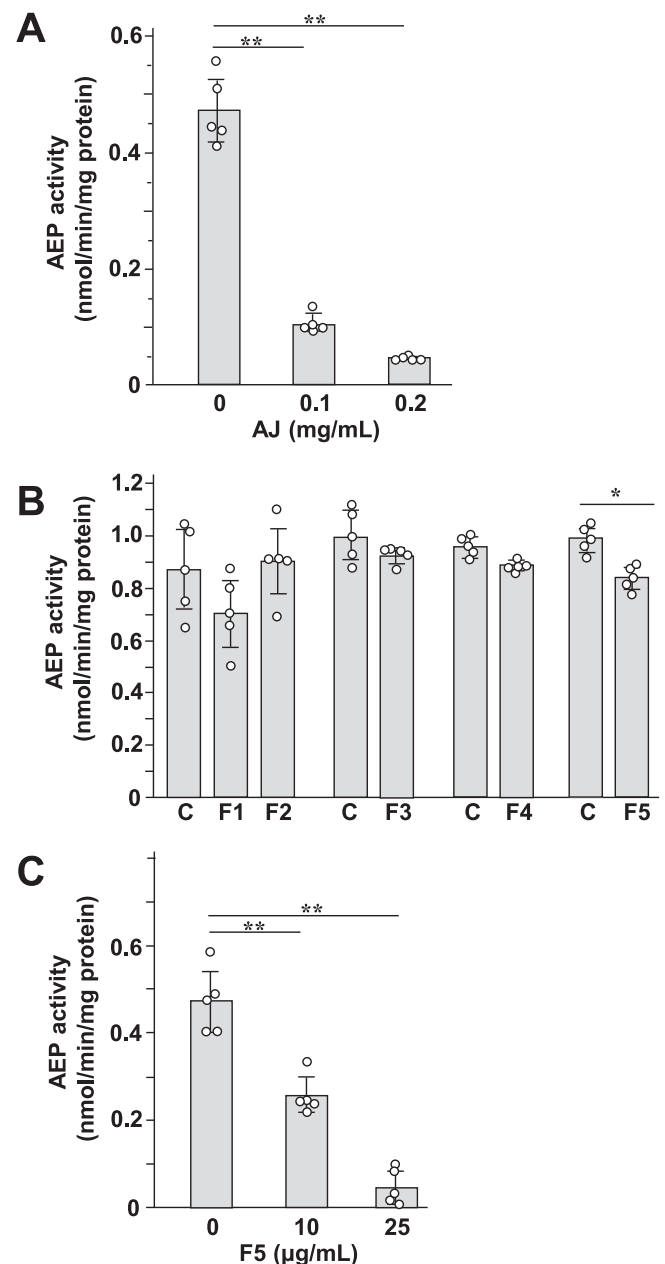 A
AEP activity
(nmol/min/mg protein)
0.6
0.4
0.2
0
**
**
0 0.1 0.2
AJ (mg/mL)
B
AEP activity
(nmol/min/mg protein)
1.2
1.0
0.8
0.6
0.4
0.2
0
*
C F1 F2 C F3 C F4 C F5
C
AEP activity
(nmol/min/mg protein)
0.6
0.4
0.2
0
**
**
0 10 25
F5 (µg/mL)